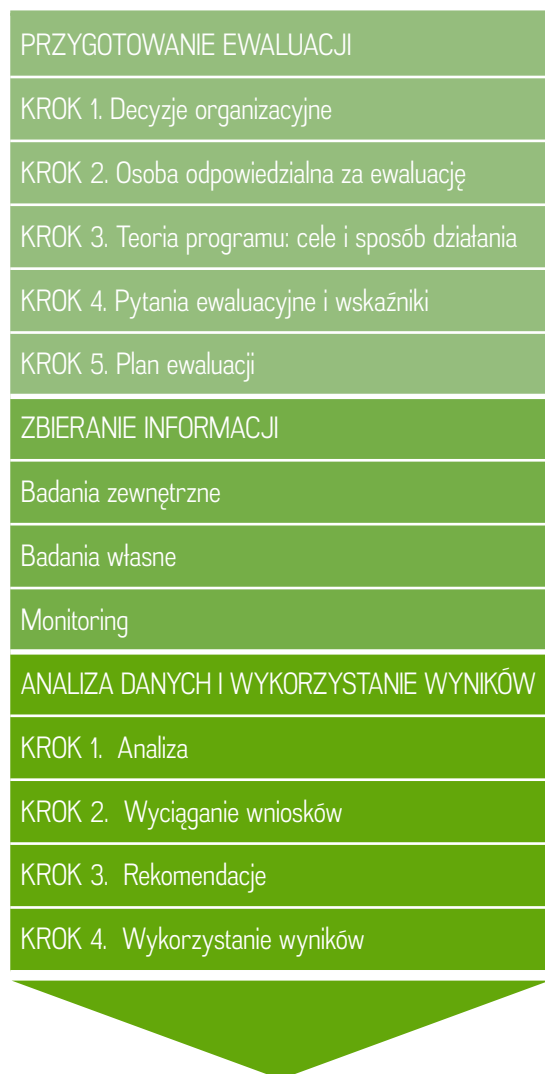 PRZYGOTOWANIE EWALUACJI
KROK 1. Decyzje organizacyjne
KROK 2. Osoba odpowiedzialna za ewaluację
KROK 3. Teoria programu: cele i sposób działania
KROK 4. Pytania ewaluacyjne i wskaźniki
KROK 5. Plan ewaluacji
ZBIERANIE INFORMACJI
Badania zewnętrzne
Badania własne
Monitoring
ANALIZA DANYCH I WYKORZYSTANIE WYNIKÓW
KROK 1. Analiza
KROK 2. Wyciąganie wniosków
KROK 3. Rekomendacje
KROK 4. Wykorzystanie wyników